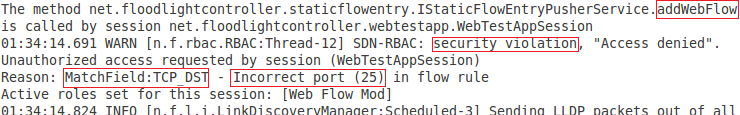 The method net.floodlightcontroller.staticflowentry.IStaticFlowEntryPusherService.addWebFlow
is called by session net.floodlightcontroller.webtestapp.WebTestAppSession
01:34:14.691 WARN [n.f.rbac.RBAC:Thread-12] SDN-RBAC: security violation, "Access denied".
Unauthorized access requested by session (WebTestAppSession)
Reason: MatchField:TCP_DST - Incorrect port (25) in flow rule
Active roles set for this session: [Web Flow Mod]
01:34:14.824 INFO [n.f.l.i.LinkDiscoveryManager:Scheduled-3] Sending LLDP packets out of all